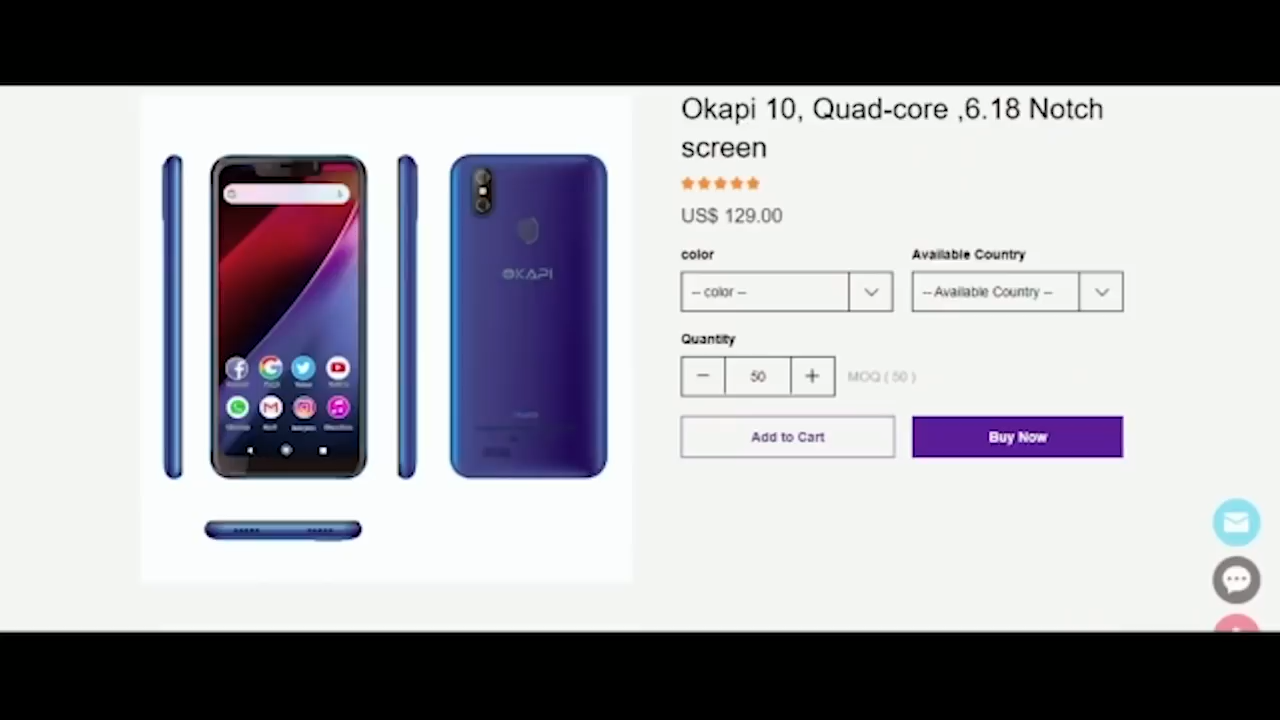 Okapi 10, Quad-core ,6.18 Notch
screen
US$ 129.00
color
Available Country
-- color --
-- Available Country --
Quantity
50
MOQ ( 50 )
Add to Cart
Buy Now
OKAPI